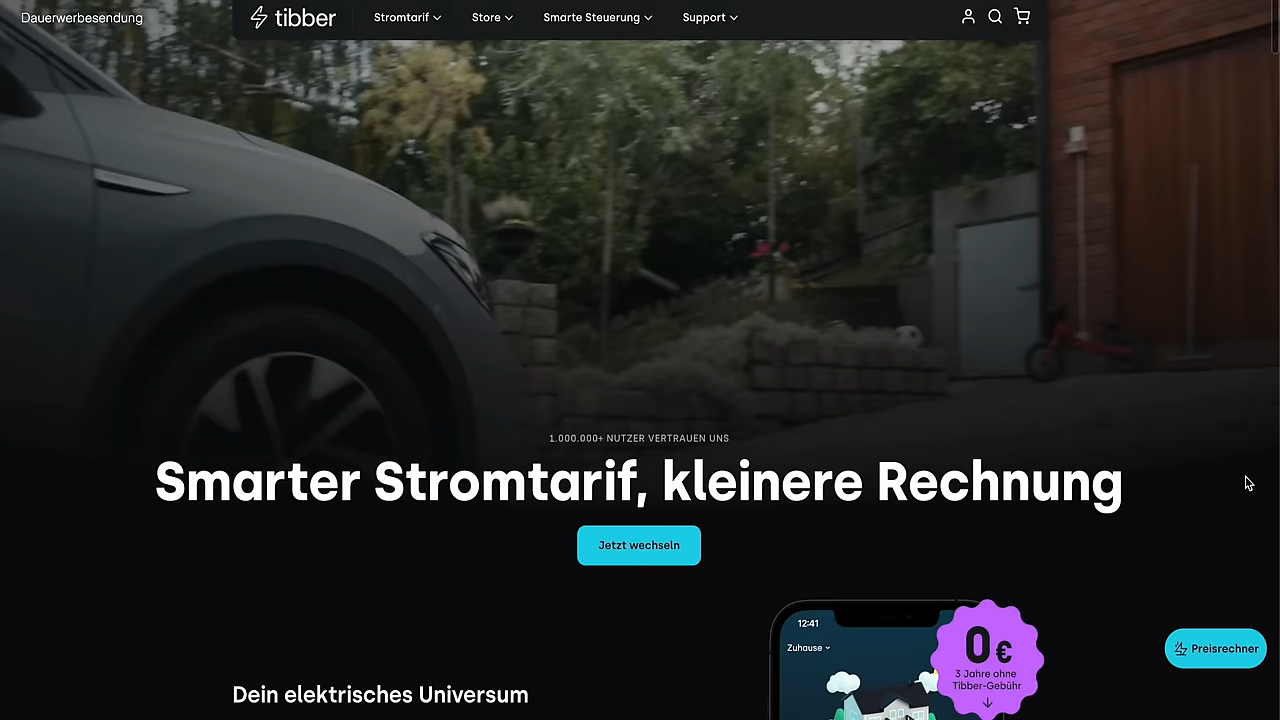 Dauerwerbesendung
tibber
Stromtarif
Store
Smarte Steuerung
Support
1.000.000+ NUTZER VERTRAUEN UNS
Smarter Stromtarif, kleinere Rechnung
Jetzt wechseln
12:41
Zuhause
0 €
3 Jahre ohne
Tibber-Gebühr
Preisrechner
Dein elektrisches Universum